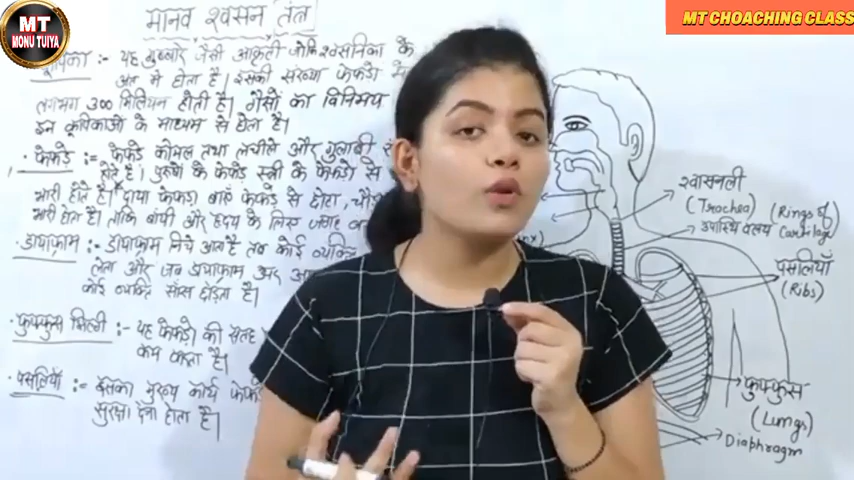 MT
MONU TUIYA
MT CHOACHING CLASS
मानव श्वसन तंत्र
कूपिका :- यह गुब्बारे जैसी आकृती जोकि श्वसनिका के
अंत मे होता है। इसकी संख्या फेफडो मे
लगभग 300 मिलियन होती है। गैसों का विनिमय
इन कूपिकाओ के माध्यम से होता है।
• फेफडे := फेफडे कोमल तथा लचीले और गुलाबी
होते है। पुरुषो के फेफडे स्त्री के फेफडो से
भारी होते है। दाया फेफडा बाएँ फेफडे से छोटा, चौडा
भारी होता है। ताकि बांयी और हृदय के लिए जगह
• डायाफ्राम :- डायाफ्राम निचे आता है तब कोई व्यक्ति
लेता और जब डायाफ्राम
कोई व्यक्ति साँस छोड़ता है।
• फुफ्फुस झिल्ली :- यह फेफडो की सतह
कम करता है।
• पसलियाँ := इसका मुख्य कार्य
सुरक्षा देना होता है।
श्वासनली
(Trachea)
(Rings of
Cartilage
उपास्थि वलय
पसलियाँ
(Ribs)
फुफ्फुस
(Lungs)
Diaphragm